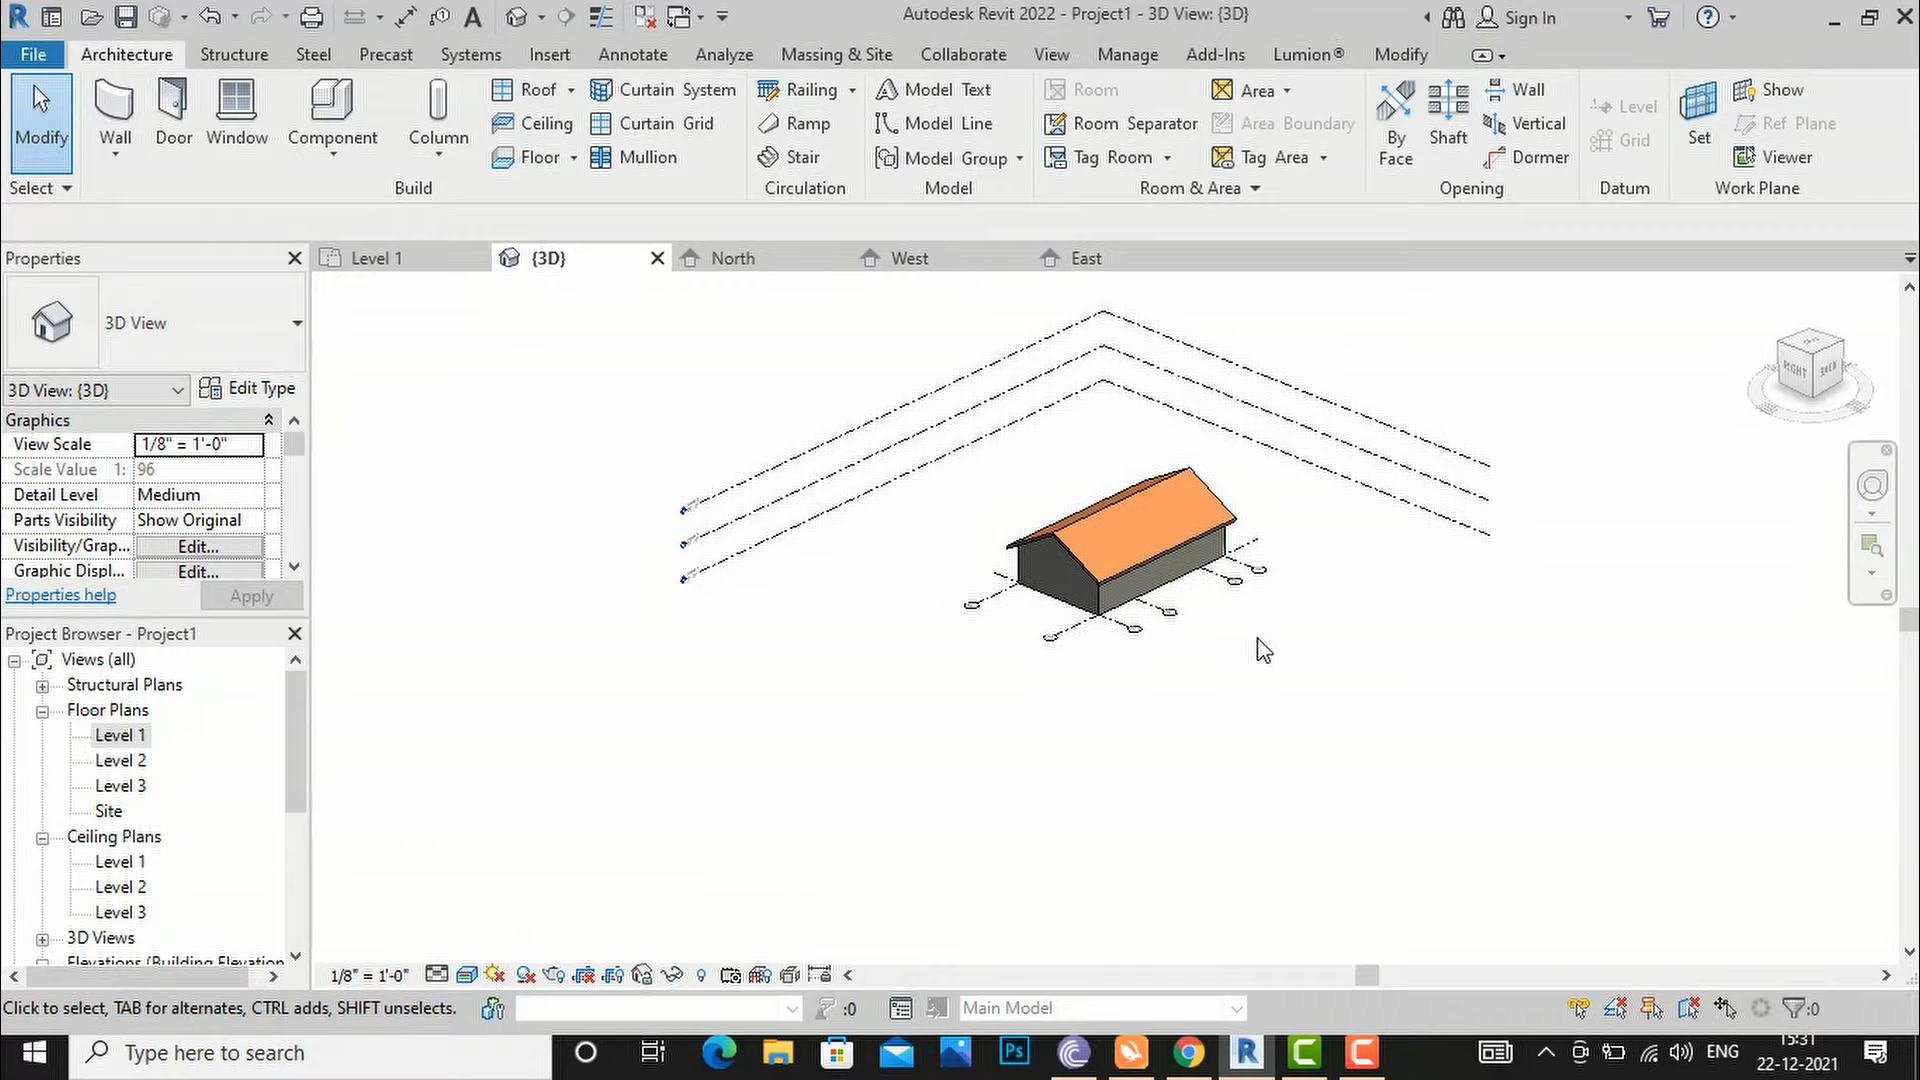 Autodesk Revit 2022 - Project1 - 3D View: {3D}
Sign In
File Architecture Structure Steel Precast Systems Insert Annotate Analyze Massing & Site Collaborate View Manage Add-Ins Lumion® Modify
Modify
Wall
Door
Window
Component
Column
Roof
Ceiling
Floor
Curtain System
Curtain Grid
Mullion
Railing
Ramp
Stair
Model Text
Model Line
Model Group
Room
Room Separator
Tag Room
Area
Area Boundary
Tag Area
By
Face
Shaft
Wall
Vertical
Dormer
Level
Grid
Set
Show
Ref Plane
Viewer
Select
Build
Circulation
Model
Room & Area
Opening
Datum
Work Plane
Properties
Level 1
{3D}
North
West
East
3D View
3D View: {3D}
Edit Type
Graphics
View Scale 1/8" = 1'-0"
Scale Value 1: 96
Detail Level Medium
Parts Visibility Show Original
Visibility/Grap... Edit...
Graphic Displ... Edit...
Properties help
Apply
Project Browser - Project1
Views (all)
Structural Plans
Floor Plans
Level 1
Level 2
Level 3
Site
Ceiling Plans
Level 1
Level 2
Level 3
3D Views
Elevations (Building Elevation
RIGHT
BACK
1/8" = 1'-0"
Click to select, TAB for alternates, CTRL adds, SHIFT unselects.
:0
Main Model
:0
Type here to search
Ps
ENG
15:31
22-12-2021